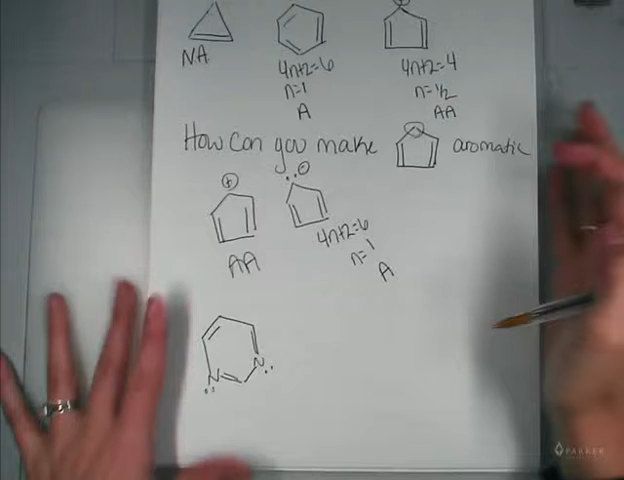 NA
4n+2=6
n=1
A
4n+2=4
n=1/2
AA
How can you make aromatic
AA
4n+2=6
n=1
A
N
N
PARKER